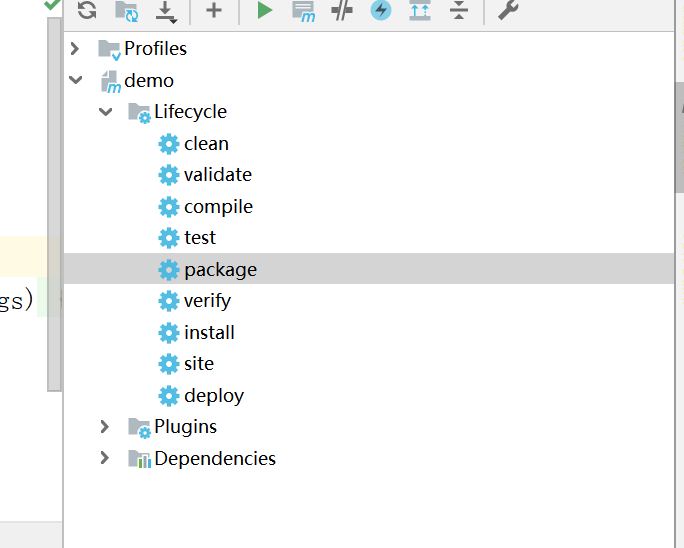 Profiles
demo
Lifecycle
clean
validate
compile
test
package
gs)
verify
install
site
deploy
Plugins
Dependencies